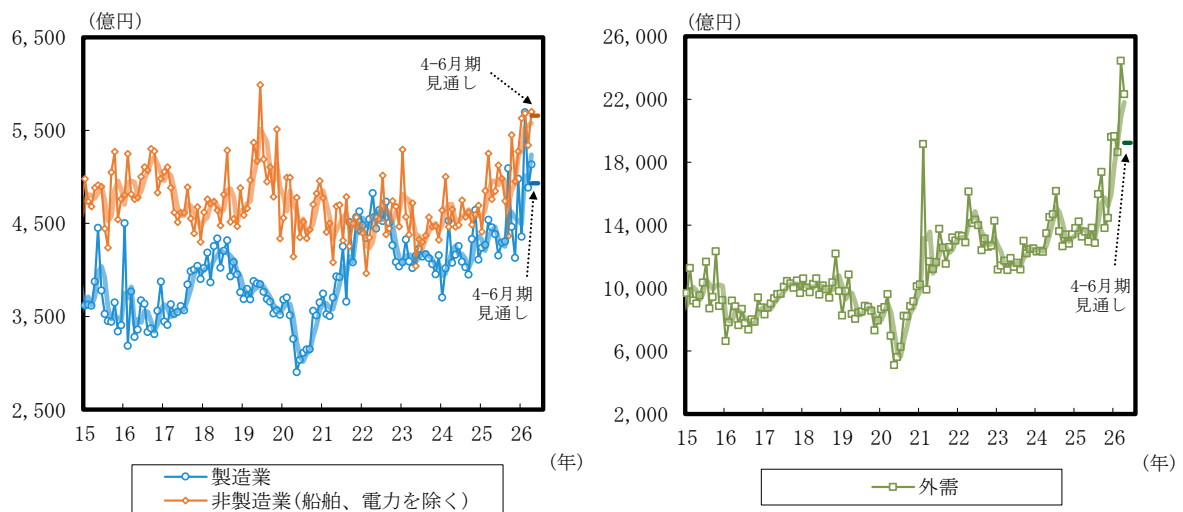 (億円)
6,500
5,500
4,500
3,500
2,500
4-6月期
見通し
4-6月期
見通し
15 16 17 18 19 20 21 22 23 24 25 26
(年)
製造業
非製造業(船舶、電力を除く)
(億円)
26,000
22,000
18,000
14,000
10,000
6,000
2,000
4-6月期
見通し
15 16 17 18 19 20 21 22 23 24 25 26
(年)
外需